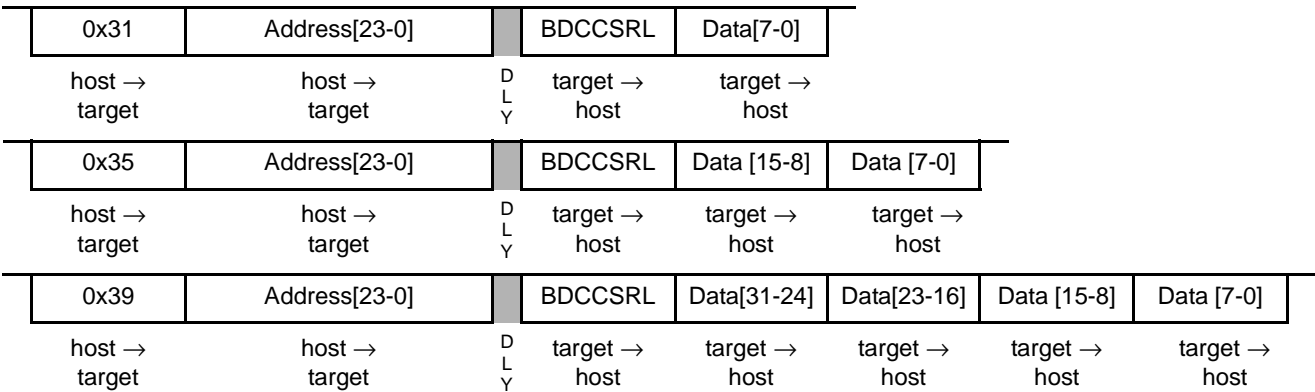 0x31 Address[23-0] BDCCSRL Data[7-0]
host → host → D target → target →
L
target target Y host host
0x35 Address[23-0] BDCCSRL Data [15-8] Data [7-0]
host → host → D target → target → target →
L
target target Y host host host
0x39 Address[23-0] BDCCSRL Data[31-24] Data[23-16] Data [15-8] Data [7-0]
host → host → D target → target → target → target → target →
L
target target Y host host host host host